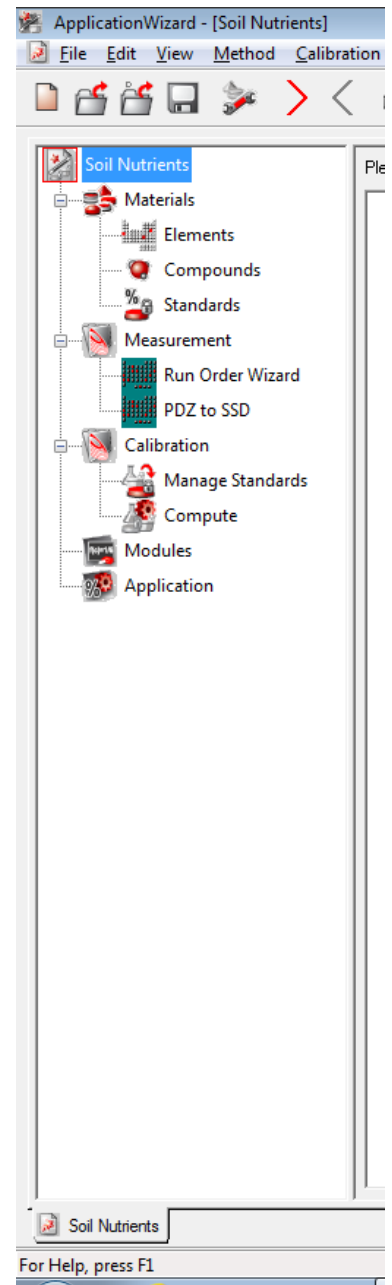 ApplicationWizard - [Soil Nutrients]
File Edit View Method Calibration
Soil Nutrients
Ple
Materials
Elements
Compounds
Standards
Measurement
Run Order Wizard
PDZ to SSD
Calibration
Manage Standards
Compute
Modules
Application
Soil Nutrients
For Help, press F1